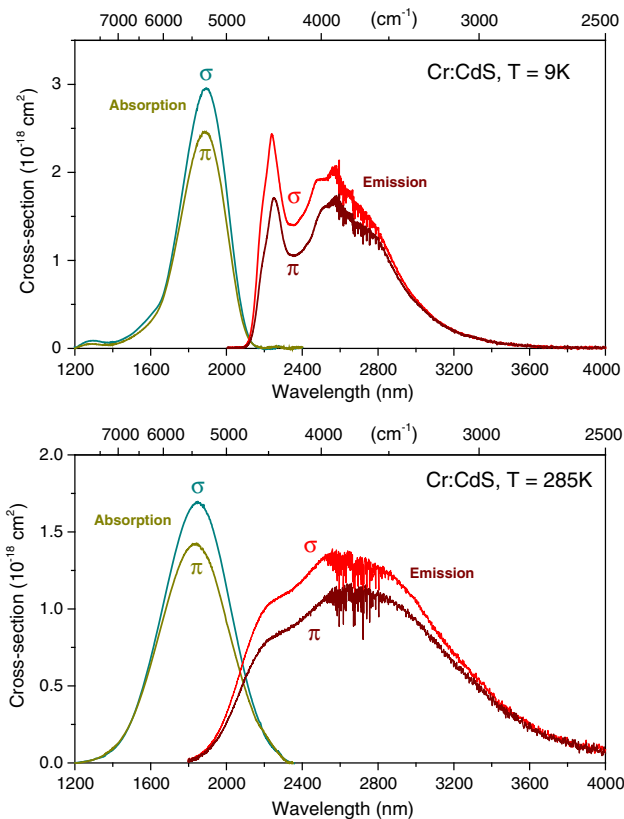 7000 6000 5000 4000 (cm⁻¹) 3000 2500
Cr:CdS, T = 9K
σ
Absorption
π
σ
Emission
π
Cross-section (10⁻¹⁸ cm²)
3
2
1
0
1200 1600 2000 2400 2800 3200 3600 4000
Wavelength (nm)
7000 6000 5000 4000 (cm⁻¹) 3000 2500
Cr:CdS, T = 285K
σ
Absorption
π
σ
Emission
π
Cross-section (10⁻¹⁸ cm²)
2.0
1.5
1.0
0.5
0.0
1200 1600 2000 2400 2800 3200 3600 4000
Wavelength (nm)